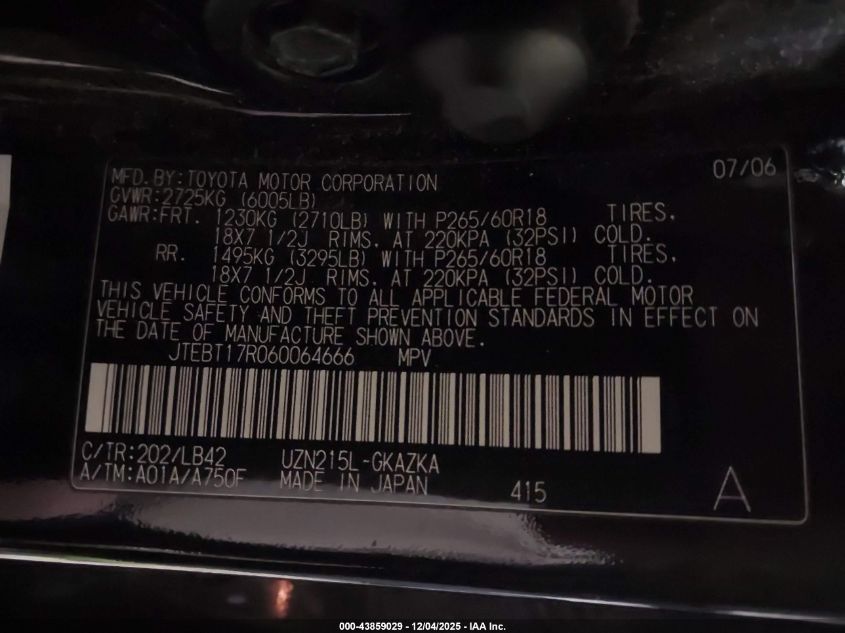 MFD.BY:TOYOTA MOTOR CORPORATION 07/06
GVWR:2725KG (6005LB)
GAWR:FRT. 1230KG (2710LB) WITH P265/60R18 TIRES,
18X7 1/2J RIMS, AT 220KPA (32PSI) COLD.
RR. 1495KG (3295LB) WITH P265/60R18 TIRES,
18X7 1/2J RIMS, AT 220KPA (32PSI) COLD.
THIS VEHICLE CONFORMS TO ALL APPLICABLE FEDERAL MOTOR
VEHICLE SAFETY AND THEFT PREVENTION STANDARDS IN EFFECT ON
THE DATE OF MANUFACTURE SHOWN ABOVE.
JTEBT17R060064666 MPV
C/TR:202/LB42 UZN215L-GKAZKA
A/TM:A01A/A750F MADE IN JAPAN 415 A
000-43859029 - 12/04/2025 - IAA Inc.